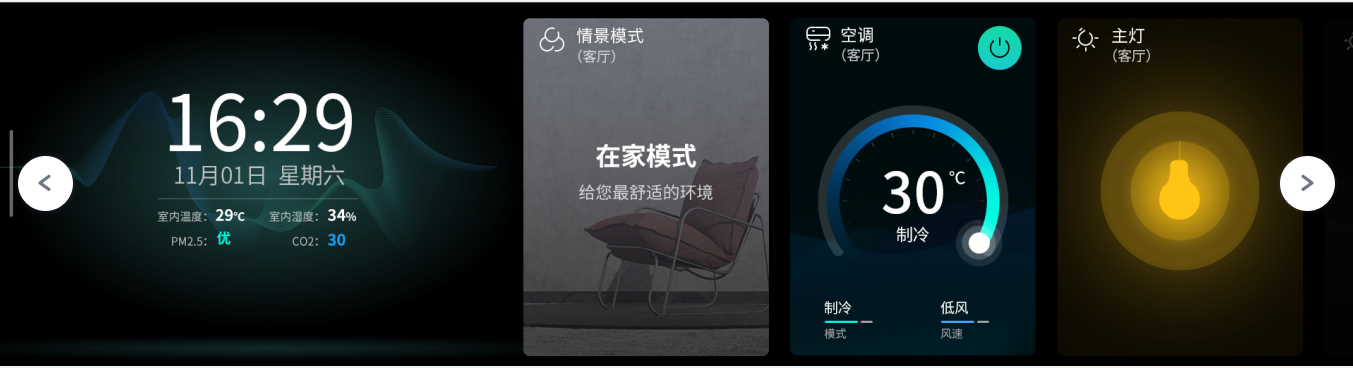 16:29
11月01日 星期六
室内温度: 29℃ 室内湿度: 34%
PM2.5: 优 CO2: 30
情景模式
(客厅)
在家模式
给您最舒适的环境
空调
(客厅)
30 ℃
制冷
制冷 低风
模式 风速
主灯
(客厅)